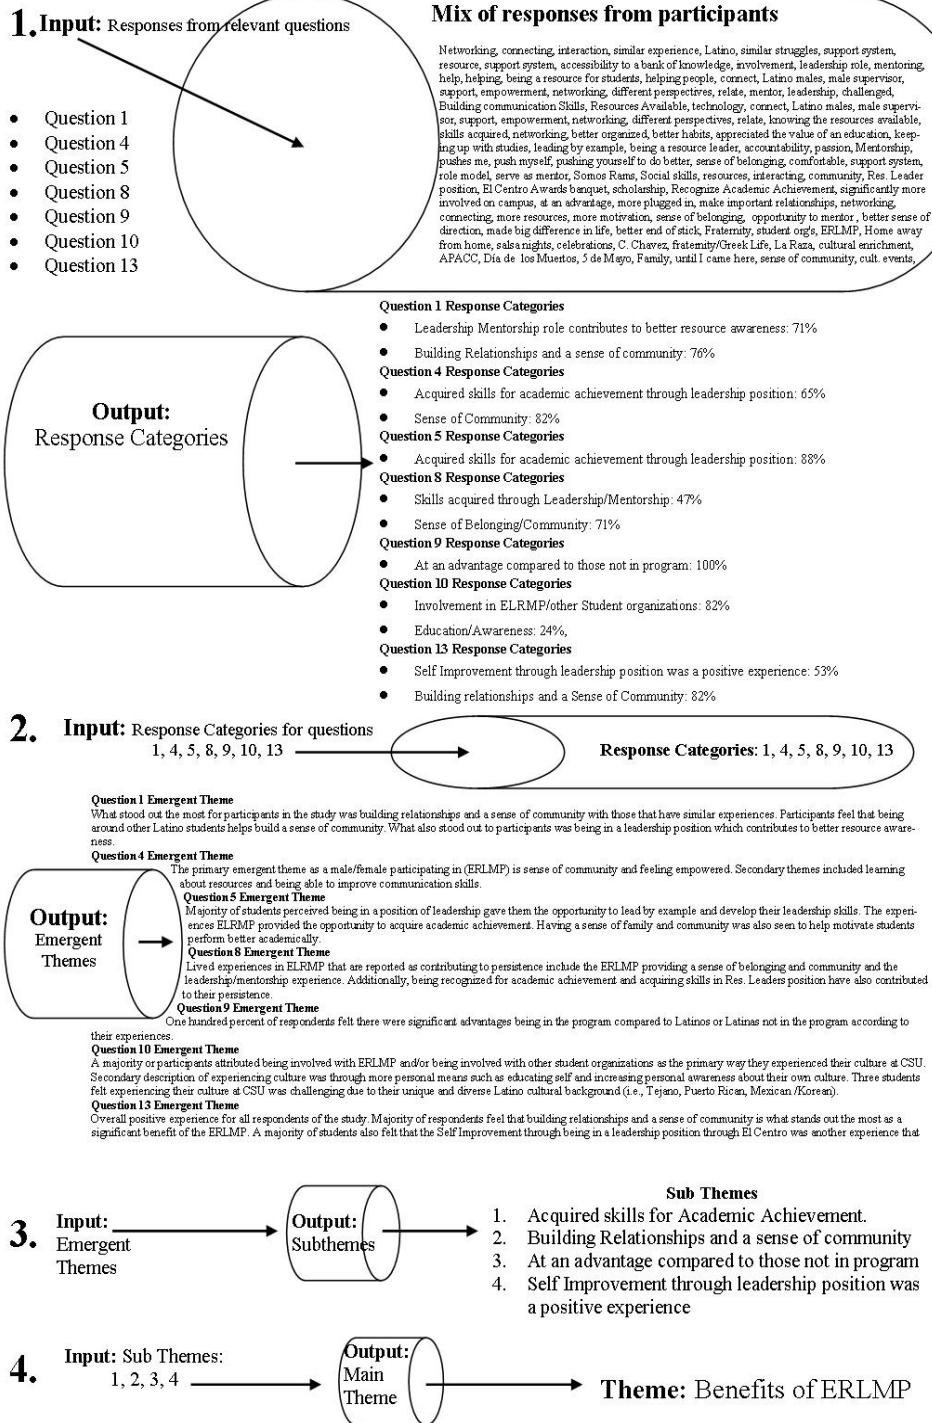 1. Input: Responses from relevant questions
Mix of responses from participants
Networking, connecting, interaction, similar experience, Latino, similar struggles, support system,
resource, support system, accessibility to a bank of knowledge, involvement, leadership role, mentoring,
help, helping, being a resource for students, helping people, connect, Latino males, male supervisor,
support, empowerment, networking, different perspectives, relate, mentor, leadership, challenged,
Building communication Skills, Resources Available, technology, connect, Latino males, male supervi-
sor, support, empowerment, networking, different perspectives, relate, knowing the resources available,
skills acquired, networking, better organized, better habits, appreciated the value of an education, keep-
ing up with studies, leading by example, being a resource leader, accountability, passion, Mentorship,
pushes me, push myself, pushing yourself to do better, sense of belonging, comfortable, support system,
role model, serve as mentor, Somos Rams, Social skills, resources, interacting, community, Res. Leader
position, El Centro Awards banquet, scholarship, Recognize Academic Achievement, significantly more
involved on campus, at an advantage, more plugged in, make important relationships, networking,
connecting, more resources, more motivation, sense of belonging, opportunity to mentor , better sense of
direction, made big difference in life, better end of stick, Fraternity, student org's, ERLMP, Home away
from home, salsa nights, celebrations, C. Chavez, fraternity/Greek Life, La Raza, cultural enrichment,
APACC, Día de los Muertos, 5 de Mayo, Family, until I came here, sense of community, cult. events,
• Question 1
• Question 4
• Question 5
• Question 8
• Question 9
• Question 10
• Question 13
Output:
Response Categories
Question 1 Response Categories
• Leadership Mentorship role contributes to better resource awareness: 71%
• Building Relationships and a sense of community: 76%
Question 4 Response Categories
• Acquired skills for academic achievement through leadership position: 65%
• Sense of Community: 82%
Question 5 Response Categories
• Acquired skills for academic achievement through leadership position: 88%
Question 8 Response Categories
• Skills acquired through Leadership/Mentorship: 47%
• Sense of Belonging/Community: 71%
Question 9 Response Categories
• At an advantage compared to those not in program: 100%
Question 10 Response Categories
• Involvement in ELRMP/other Student organizations: 82%
• Education/Awareness: 24%,
Question 13 Response Categories
• Self Improvement through leadership position was a positive experience: 53%
• Building relationships and a Sense of Community: 82%
2. Input: Response Categories for questions
1, 4, 5, 8, 9, 10, 13
Response Categories: 1, 4, 5, 8, 9, 10, 13
Question 1 Emergent Theme
What stood out the most for participants in the study was building relationships and a sense of community with those that have similar experiences. Participants feel that being
around other Latino students helps build a sense of community. What also stood out to participants was being in a leadership position which contributes to better resource aware-
ness.
Question 4 Emergent Theme
The primary emergent theme as a male/female participating in (ERLMP) is sense of community and feeling empowered. Secondary themes included learning
about resources and being able to improve communication skills.
Question 5 Emergent Theme
Majority of students perceived being in a position of leadership gave them the opportunity to lead by example and develop their leadership skills. The experi-
ences ELRMP provided the opportunity to acquire academic achievement. Having a sense of family and community was also seen to help motivate students
perform better academically.
Question 8 Emergent Theme
Lived experiences in ELRMP that are reported as contributing to persistence include the ERLMP providing a sense of belonging and community and the
leadership/mentorship experience. Additionally, being recognized for academic achievement and acquiring skills in Res. Leaders position have also contributed
to their persistence.
Question 9 Emergent Theme
One hundred percent of respondents felt there were significant advantages being in the program compared to Latinos or Latinas not in the program according to
their experiences.
Question 10 Emergent Theme
A majority or participants attributed being involved with ERLMP and/or being involved with other student organizations as the primary way they experienced their culture at CSU.
Secondary description of experiencing culture was through more personal means such as educating self and increasing personal awareness about their own culture. Three students
felt experiencing their culture at CSU was challenging due to their unique and diverse Latino cultural background (i.e., Tejano, Puerto Rican, Mexican /Korean).
Question 13 Emergent Theme
Overall positive experience for all respondents of the study. Majority of respondents feel that building relationships and a sense of community is what stands out the most as a
significant benefit of the ERLMP. A majority of students also felt that the Self Improvement through being in a leadership position through El Centro was another experience that
Output:
Emergent
Themes
3. Input:
Emergent
Themes
Output:
Subthemes
Sub Themes
1. Acquired skills for Academic Achievement.
2. Building Relationships and a sense of community
3. At an advantage compared to those not in program
4. Self Improvement through leadership position was
a positive experience
4. Input: Sub Themes:
1, 2, 3, 4
Output:
Main
Theme
Theme: Benefits of ERLMP